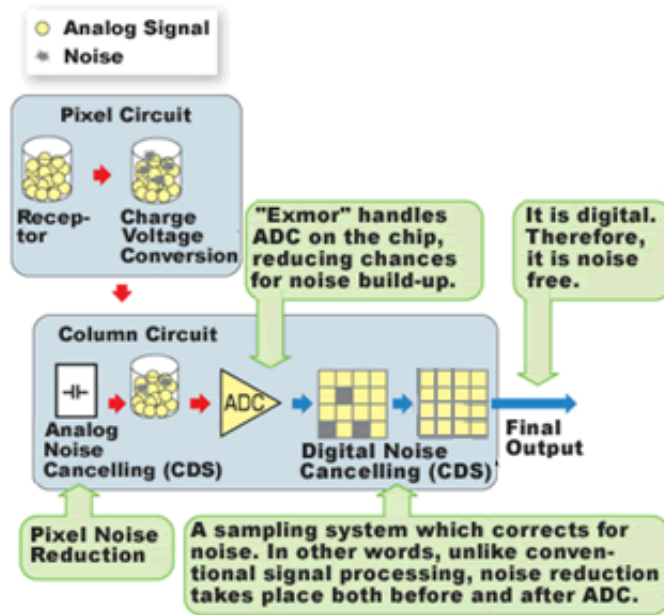 Analog Signal
Noise
Pixel Circuit
Recep-
tor
Charge
Voltage
Conversion
"Exmor" handles
ADC on the chip,
reducing chances
for noise build-up.
It is digital.
Therefore,
it is noise
free.
Column Circuit
ADC
Analog
Noise
Cancelling (CDS)
Digital Noise
Cancelling (CDS)
Final
Output
Pixel Noise
Reduction
A sampling system which corrects for
noise. In other words, unlike conven-
tional signal processing, noise reduction
takes place both before and after ADC.